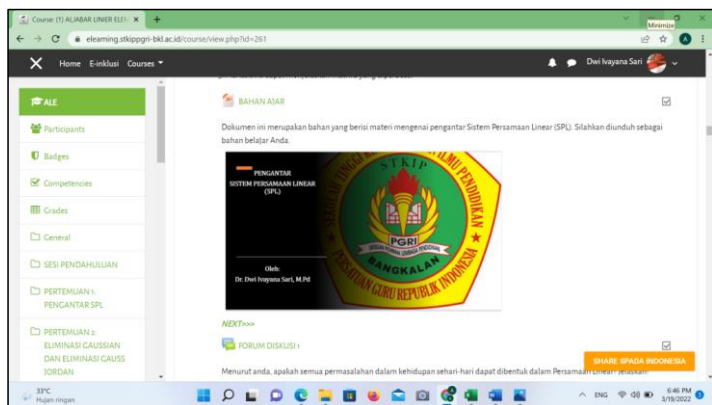 Course: (1) ALJABAR LINIER ELE
Minimize
elearning.stkippgri-bkl.ac.id/course/view.php?id=261
Home E-inklusi Courses
Dwi Ivayana Sari
ALE
Participants
Badges
Competencies
Grades
General
SESI PENDAHULUAN
PERTEMUAN 1:
PENGANTAR SPL
PERTEMUAN 2:
ELIMINASI GAUSSIAN
DAN ELIMINASI GAUSS
JORDAN
BAHAN AJAR
Dokumen ini merupakan bahan yang berisi materi mengenai pengantar Sistem Persamaan Linear (SPL). Silahkan diunduh sebagai
bahan belajar Anda.
PENGANTAR
SISTEM PERSAMAAN LINEAR
(SPL)
Oleh:
Dr. Dwi Ivayana Sari, M.Pd
STKIP
PGRI
BANGKALAN
PERSATUAN GURU REPUBLIK INDONESIA
NEXT>>>
FORUM DISKUSI 1
SHARE SPADA INDONESIA
Menurut anda, apakah semua permasalahan dalam kehidupan sehari-hari dapat dibentuk dalam Persamaan Linear? Jelaskan!
33°C
Hujan ringan
ENG
6:46 PM
3/19/2022